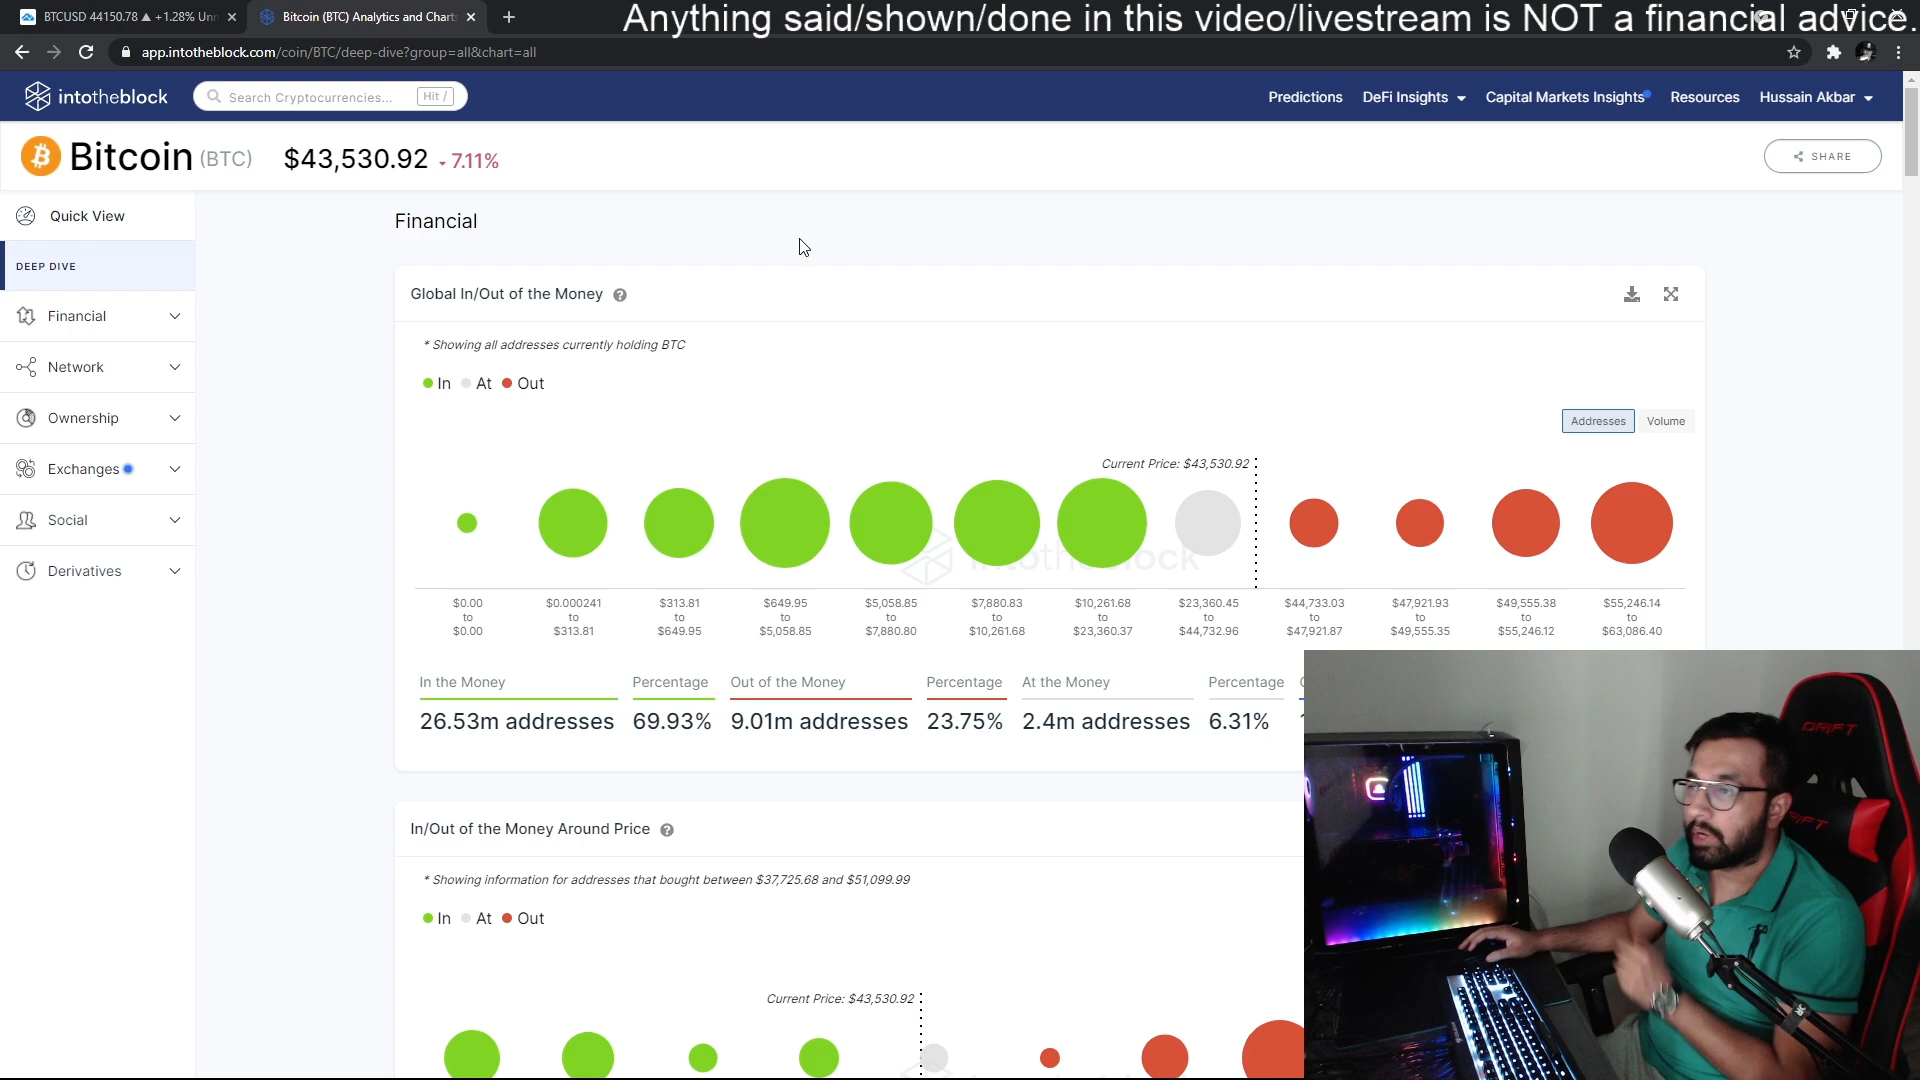 BTCUSD 44150.78 ▲ +1.28% Unn
Bitcoin (BTC) Analytics and Charts
Anything said/shown/done in this video/livestream is NOT a financial advice.
app.intotheblock.com/coin/BTC/deep-dive?group=all&chart=all
intotheblock
Search Cryptocurrencies...
Hit /
Predictions
DeFi Insights
Capital Markets Insights
Resources
Hussain Akbar
Bitcoin (BTC) $43,530.92 7.11%
SHARE
Quick View
DEEP DIVE
Financial
Network
Ownership
Exchanges
Social
Derivatives
Financial
Global In/Out of the Money
* Showing all addresses currently holding BTC
In At Out
Addresses Volume
Current Price: $43,530.92
intotheblock
$0.00 to $0.00
$0.000241 to $313.81
$313.81 to $649.95
$649.95 to $5,058.85
$5,058.85 to $7,880.80
$7,880.83 to $10,261.68
$10,261.68 to $23,360.37
$23,360.45 to $44,732.96
$44,733.03 to $47,921.87
$47,921.93 to $49,555.35
$49,555.38 to $55,246.12
$55,246.14 to $63,086.40
In the Money Percentage Out of the Money Percentage At the Money Percentage
26.53m addresses 69.93% 9.01m addresses 23.75% 2.4m addresses 6.31%
In/Out of the Money Around Price
* Showing information for addresses that bought between $37,725.68 and $51,099.99
In At Out
Current Price: $43,530.92
DRIFT